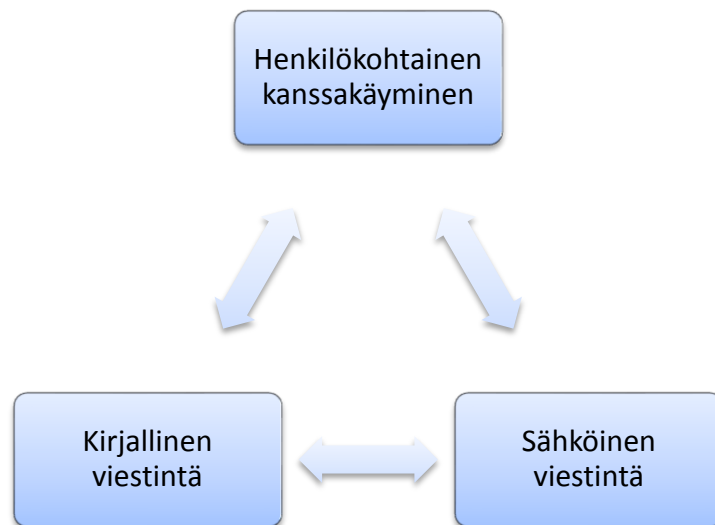 Henkilökohtainen
kanssakäyminen
Kirjallinen
viestintä
Sähköinen
viestintä